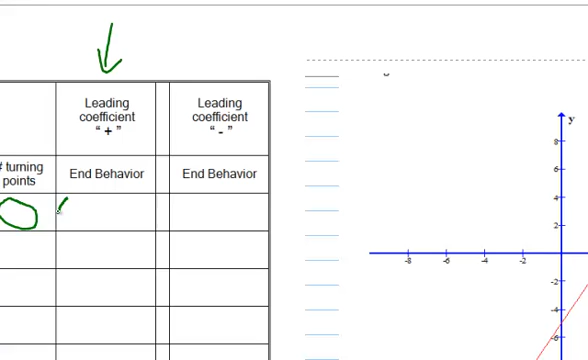 Leading
coefficient
“ + ”
Leading
coefficient
“ - ”
# turning
points
End Behavior
End Behavior
y
8
6
4
2
-8
-6
-4
-2
-2
-4
-6